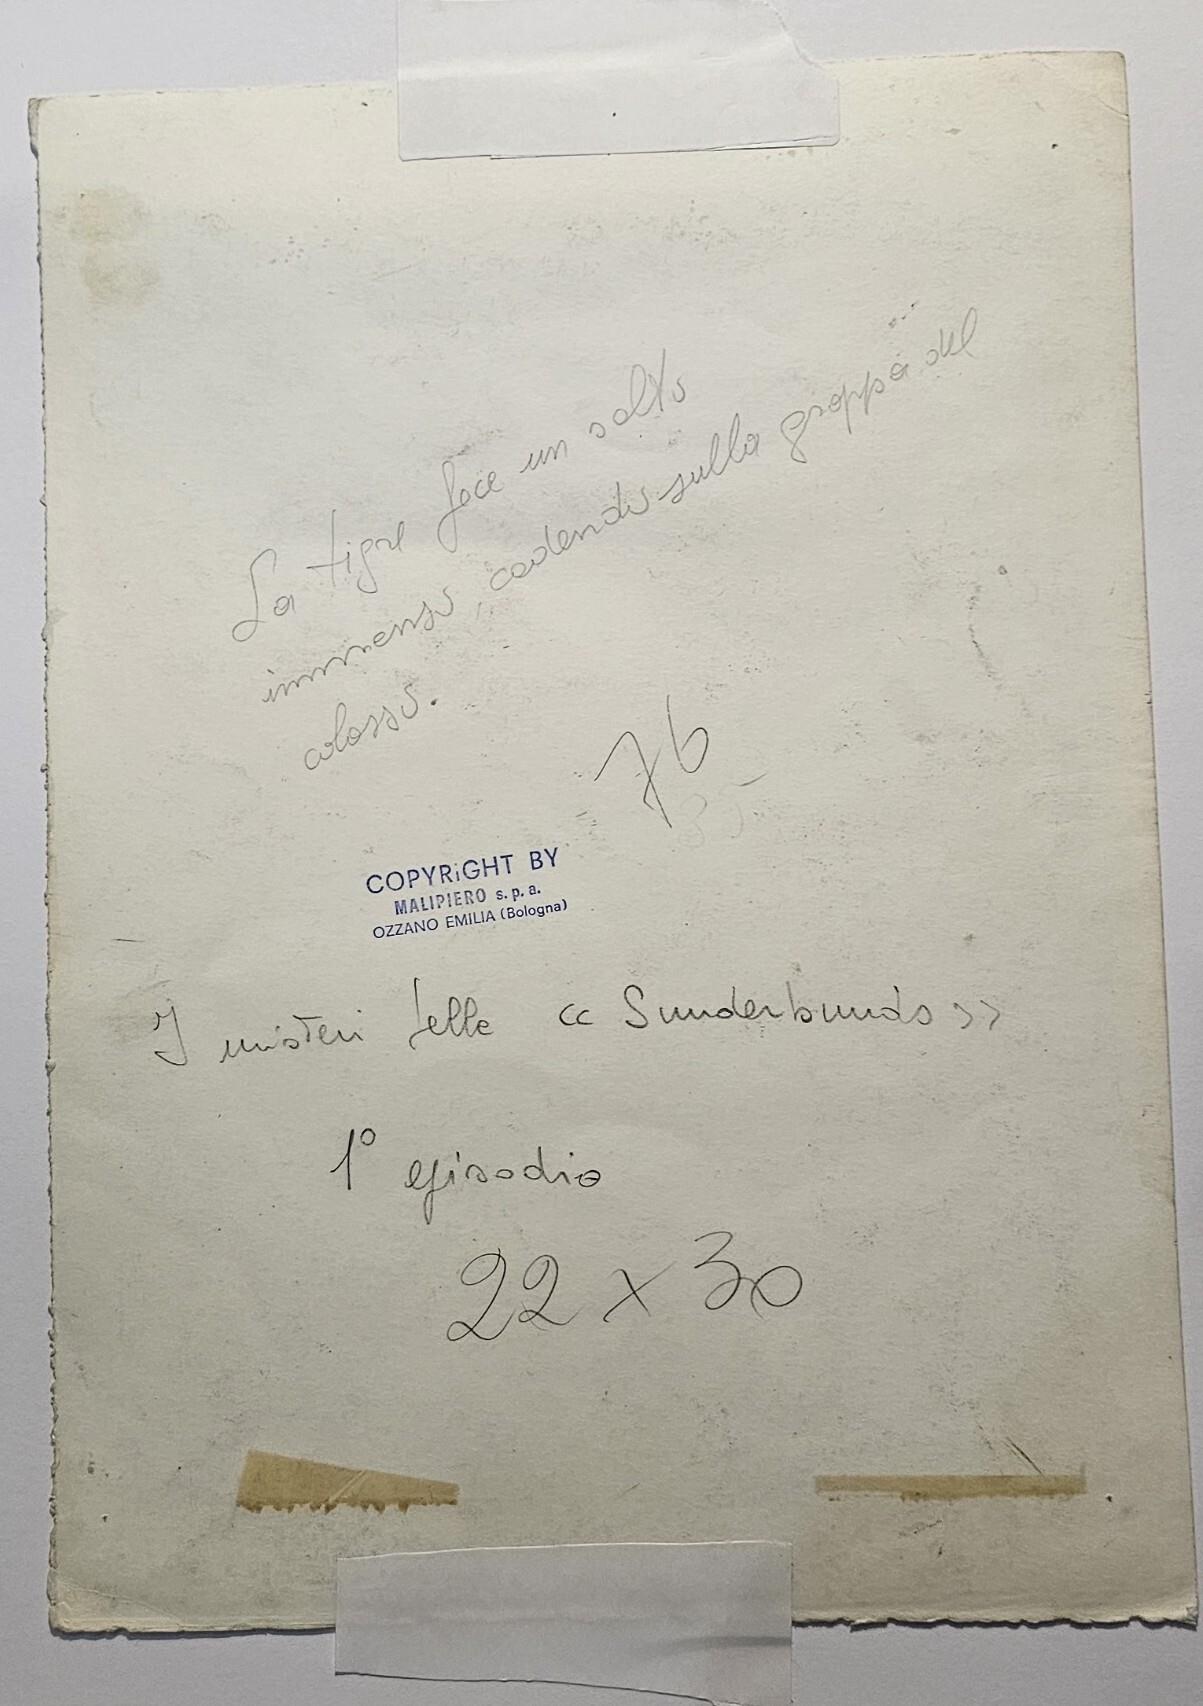 La tigre fece un salto
immenso, cadendo sulla groppa del
colosso.
76
35
COPYRiGHT BY
MALIPIERO s.p.a.
OZZANO EMILIA (Bologna)
I misteri delle << Sunderbunds >>
1° episodio
22 x 30